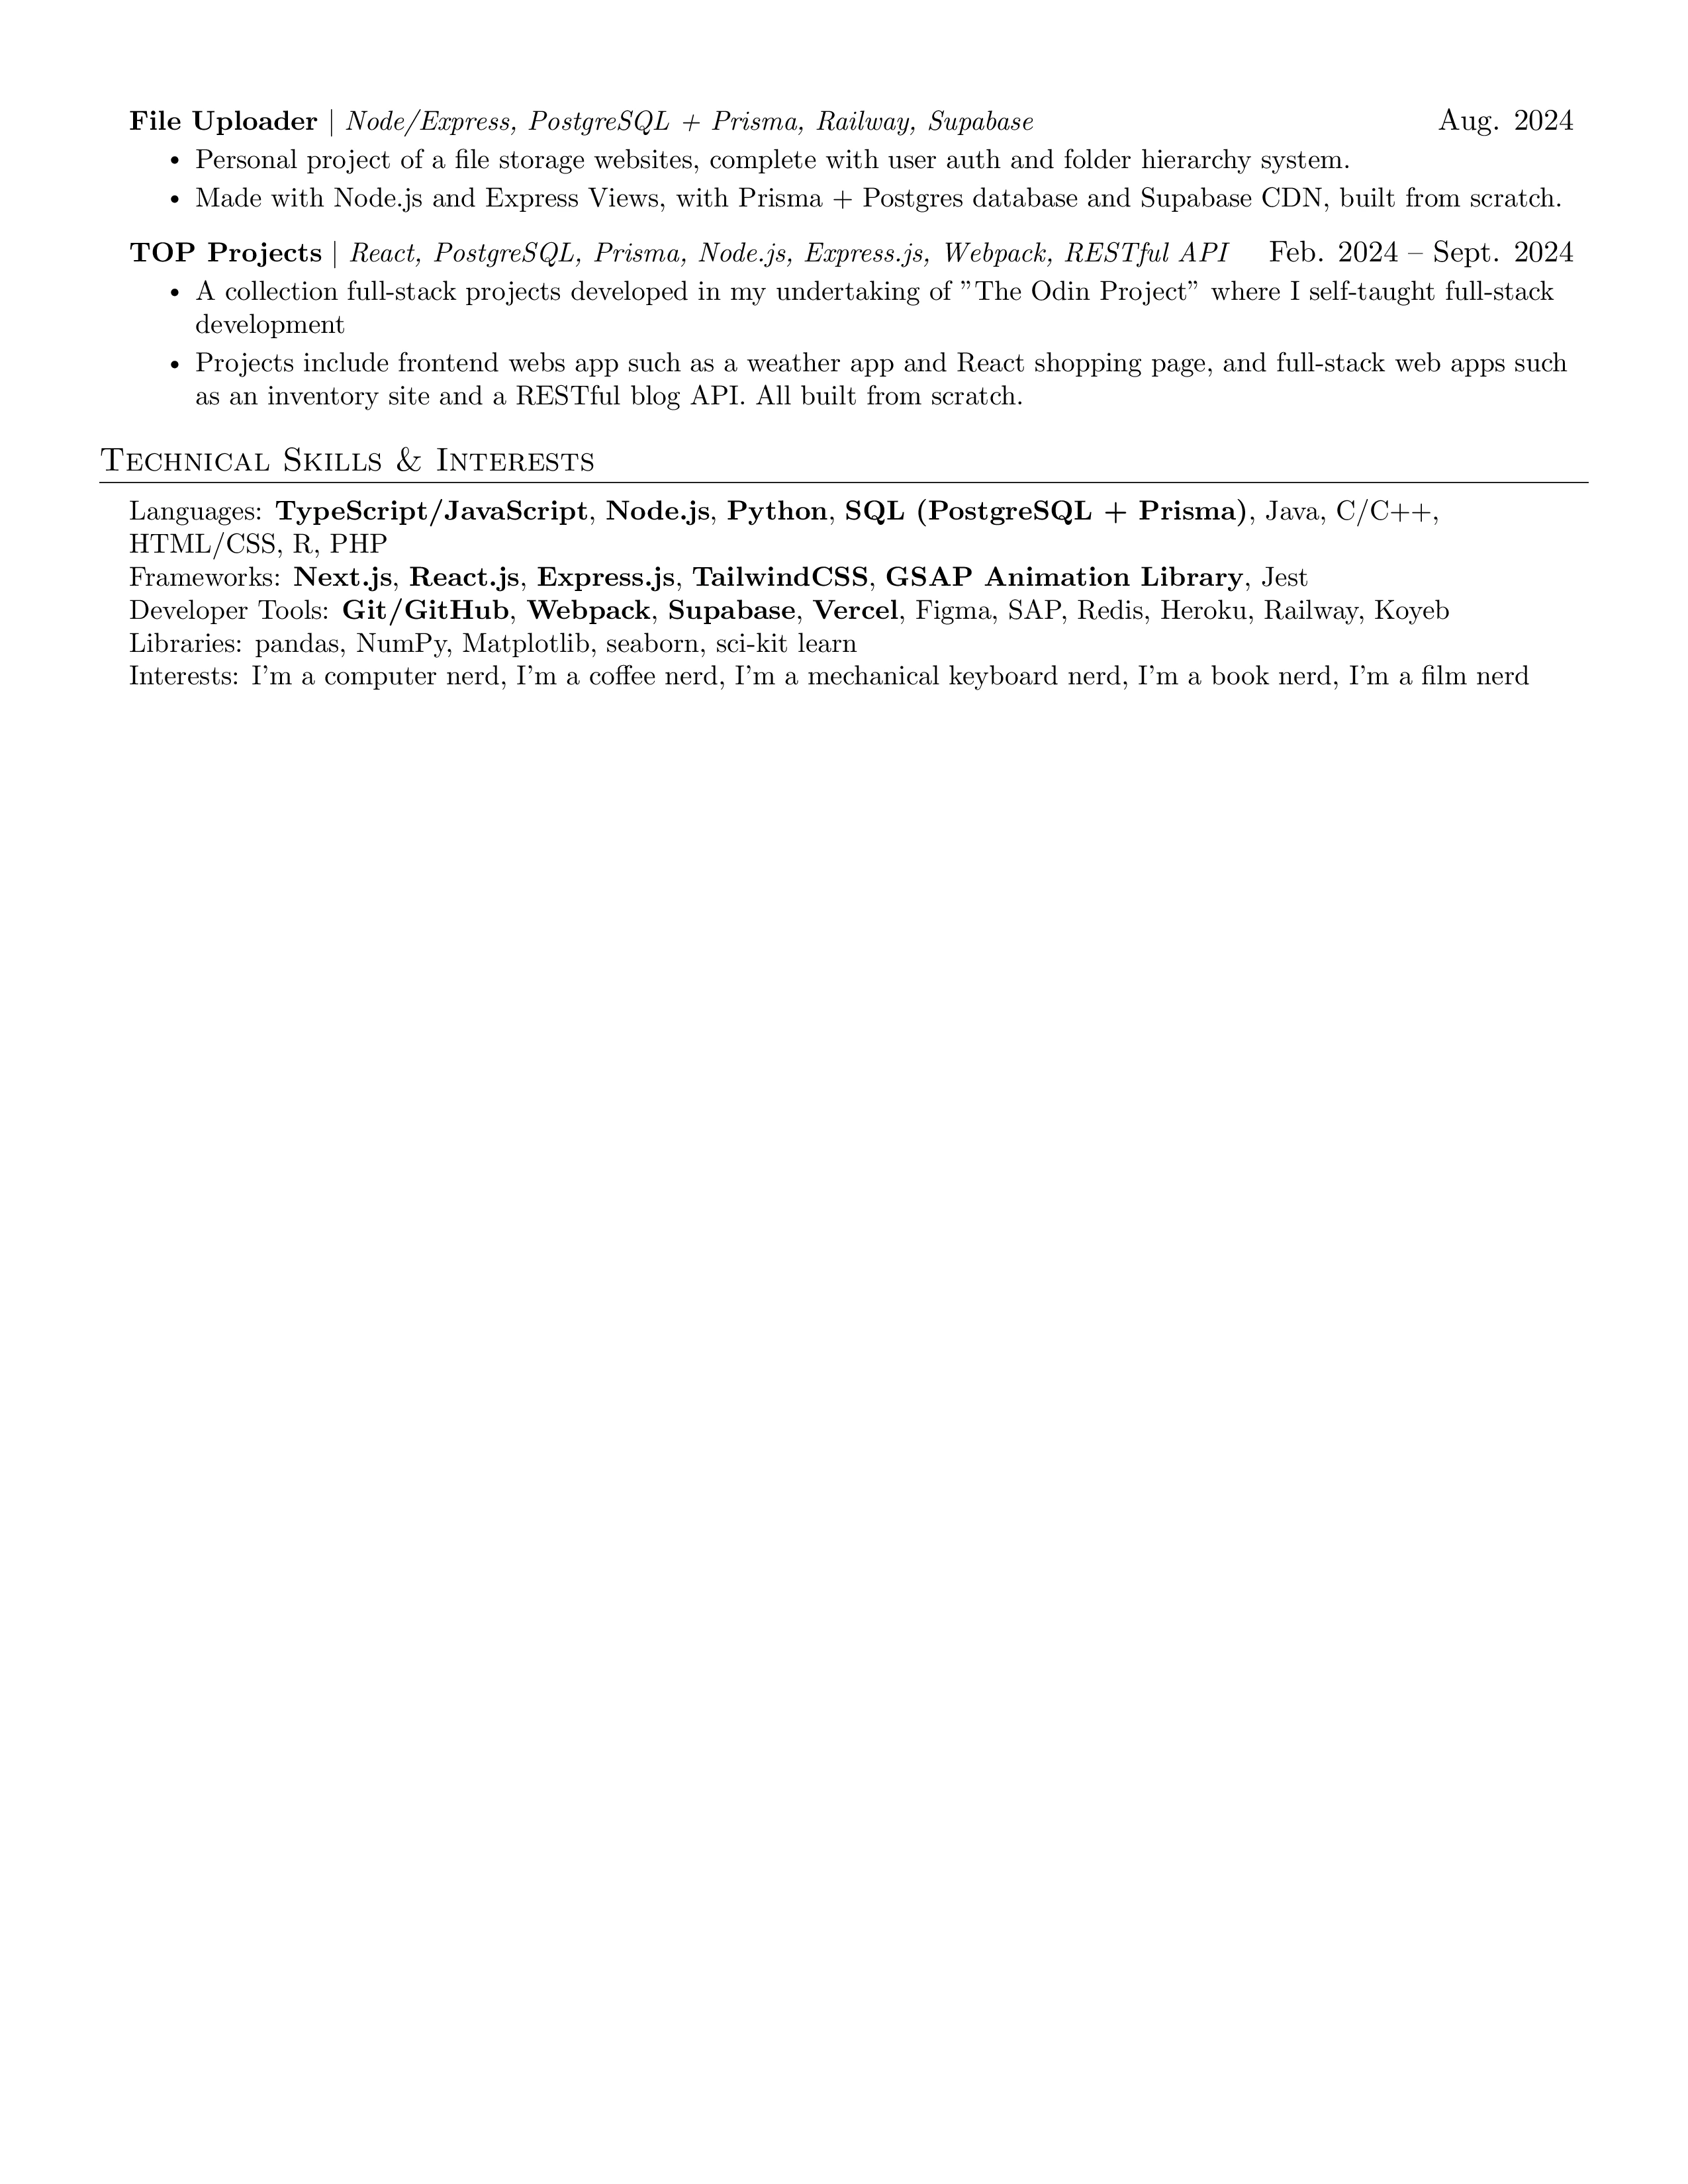 File Uploader | Node/Express, PostgreSQL + Prisma, Railway, Supabase Aug. 2024
• Personal project of a file storage websites, complete with user auth and folder hierarchy system.
• Made with Node.js and Express Views, with Prisma + Postgres database and Supabase CDN, built from scratch.
TOP Projects | React, PostgreSQL, Prisma, Node.js, Express.js, Webpack, RESTful API Feb. 2024 – Sept. 2024
• A collection full-stack projects developed in my undertaking of ”The Odin Project” where I self-taught full-stack
development
• Projects include frontend webs app such as a weather app and React shopping page, and full-stack web apps such
as an inventory site and a RESTful blog API. All built from scratch.
Technical Skills & Interests
Languages: TypeScript/JavaScript, Node.js, Python, SQL (PostgreSQL + Prisma), Java, C/C++,
HTML/CSS, R, PHP
Frameworks: Next.js, React.js, Express.js, TailwindCSS, GSAP Animation Library, Jest
Developer Tools: Git/GitHub, Webpack, Supabase, Vercel, Figma, SAP, Redis, Heroku, Railway, Koyeb
Libraries: pandas, NumPy, Matplotlib, seaborn, sci-kit learn
Interests: I’m a computer nerd, I’m a coffee nerd, I’m a mechanical keyboard nerd, I’m a book nerd, I’m a film nerd